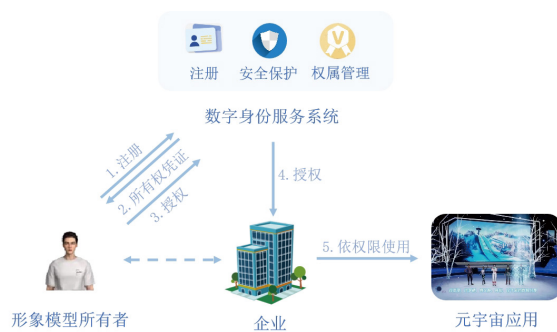 注册 安全保护 权属管理
数字身份服务系统
1.注册
2.所有权凭证
3.授权
4.授权
5.依权限使用
形象模型所有者
企业
元宇宙应用